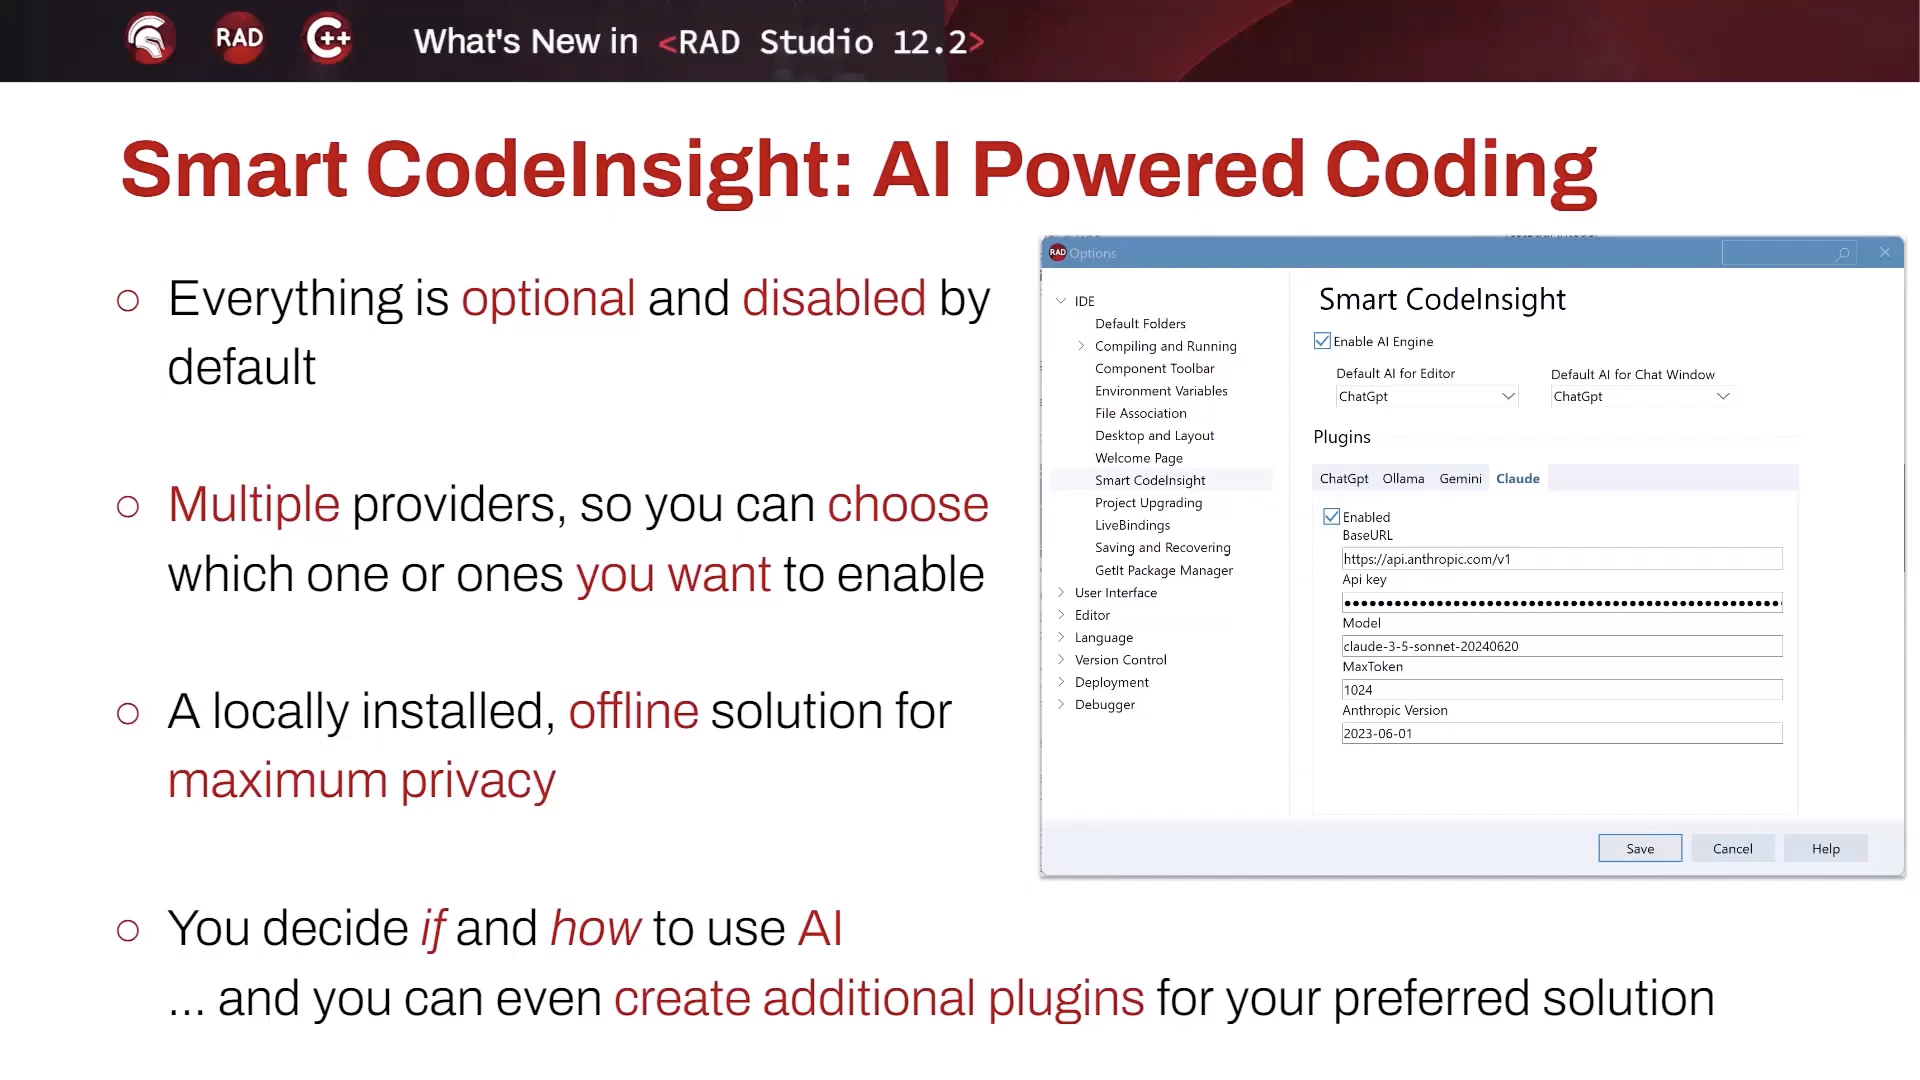 RAD
C++
What's New in <RAD Studio 12.2>
Smart CodeInsight: AI Powered Coding
○ Everything is optional and disabled by
default
○ Multiple providers, so you can choose
which one or ones you want to enable
○ A locally installed, offline solution for
maximum privacy
○ You decide if and how to use AI
... and you can even create additional plugins for your preferred solution
RAD Options
IDE
Default Folders
Compiling and Running
Component Toolbar
Environment Variables
File Association
Desktop and Layout
Welcome Page
Smart CodeInsight
Project Upgrading
LiveBindings
Saving and Recovering
GetIt Package Manager
User Interface
Editor
Language
Version Control
Deployment
Debugger
Smart CodeInsight
Enable AI Engine
Default AI for Editor Default AI for Chat Window
ChatGpt ChatGpt
Plugins
ChatGpt Ollama Gemini Claude
Enabled
BaseURL
https://api.anthropic.com/v1
Api key
Model
claude-3-5-sonnet-20240620
MaxToken
1024
Anthropic Version
2023-06-01
Save Cancel Help